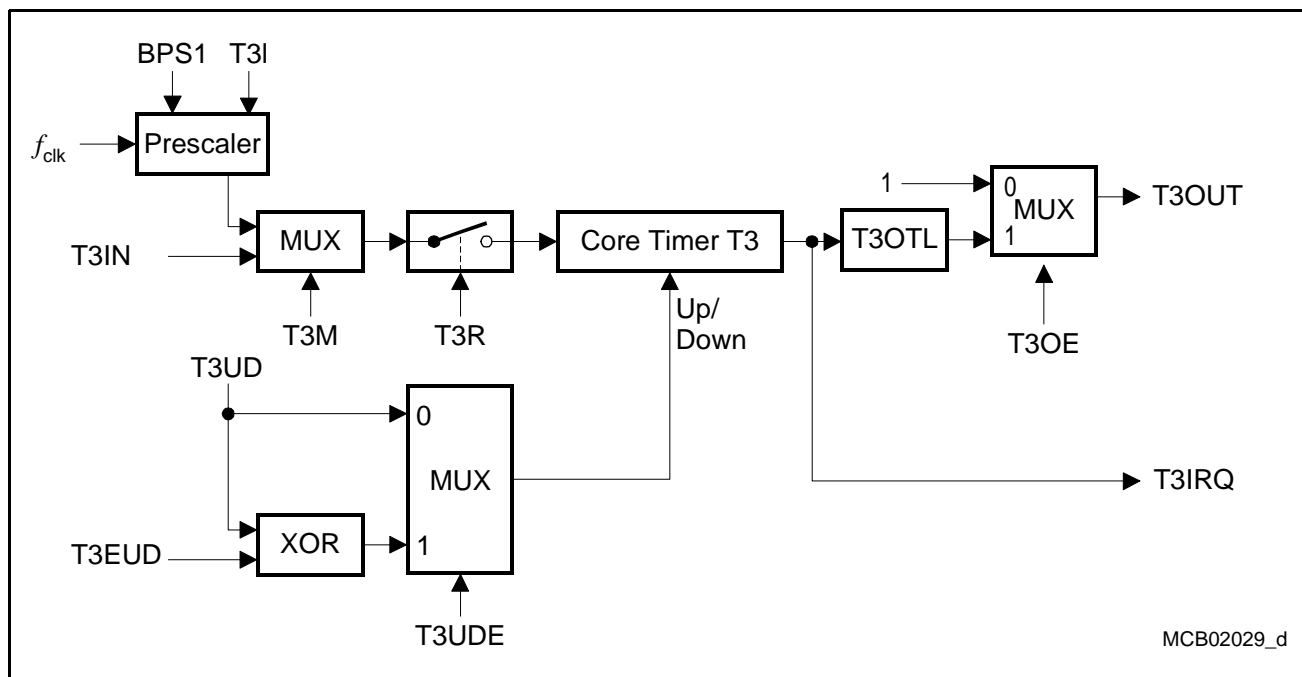 BPS1 T3I
f clk Prescaler
1 0 MUX 1 T3OUT
T3IN MUX Core Timer T3 T3OTL
T3M T3R Up/
Down T3OE
T3UD
0
MUX
1
T3IRQ
T3EUD XOR
T3UDE
MCB02029_d